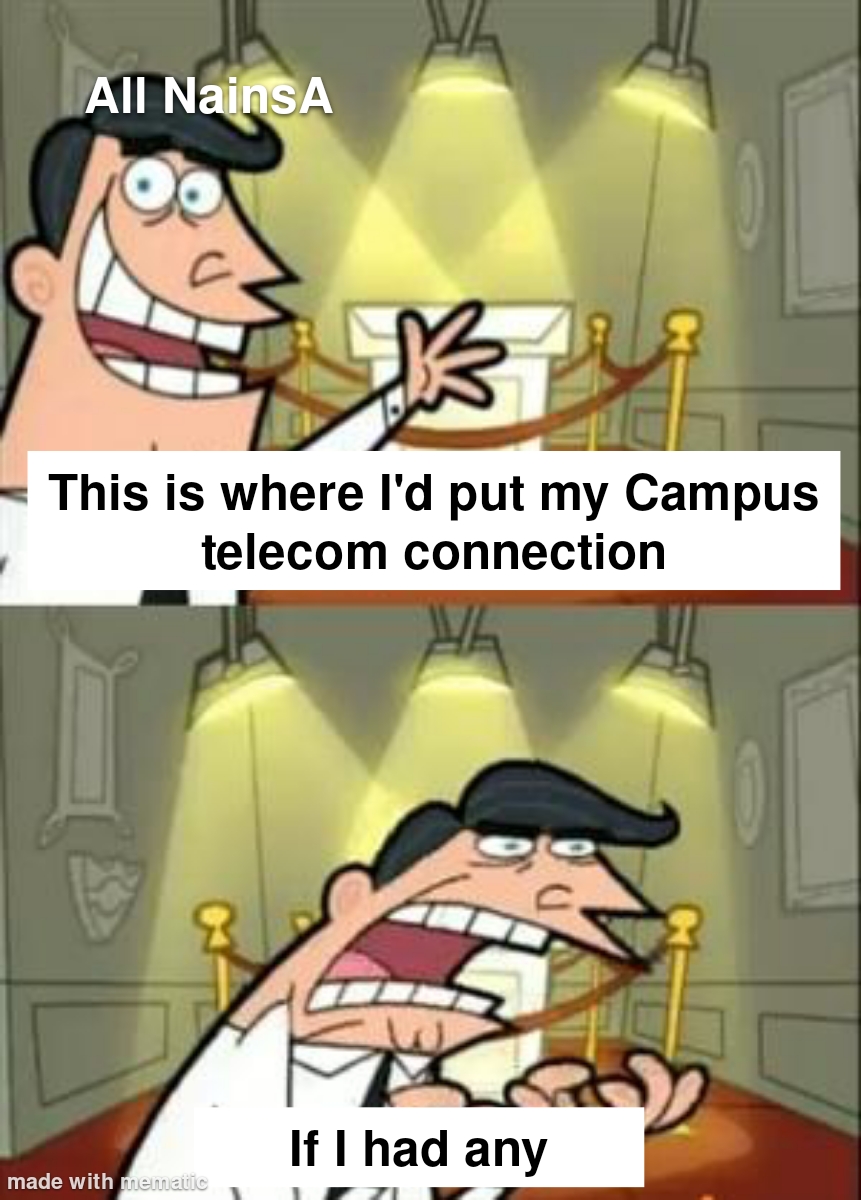 All NainsA
This is where I'd put my Campus
telecom connection
If I had any
made with mematic